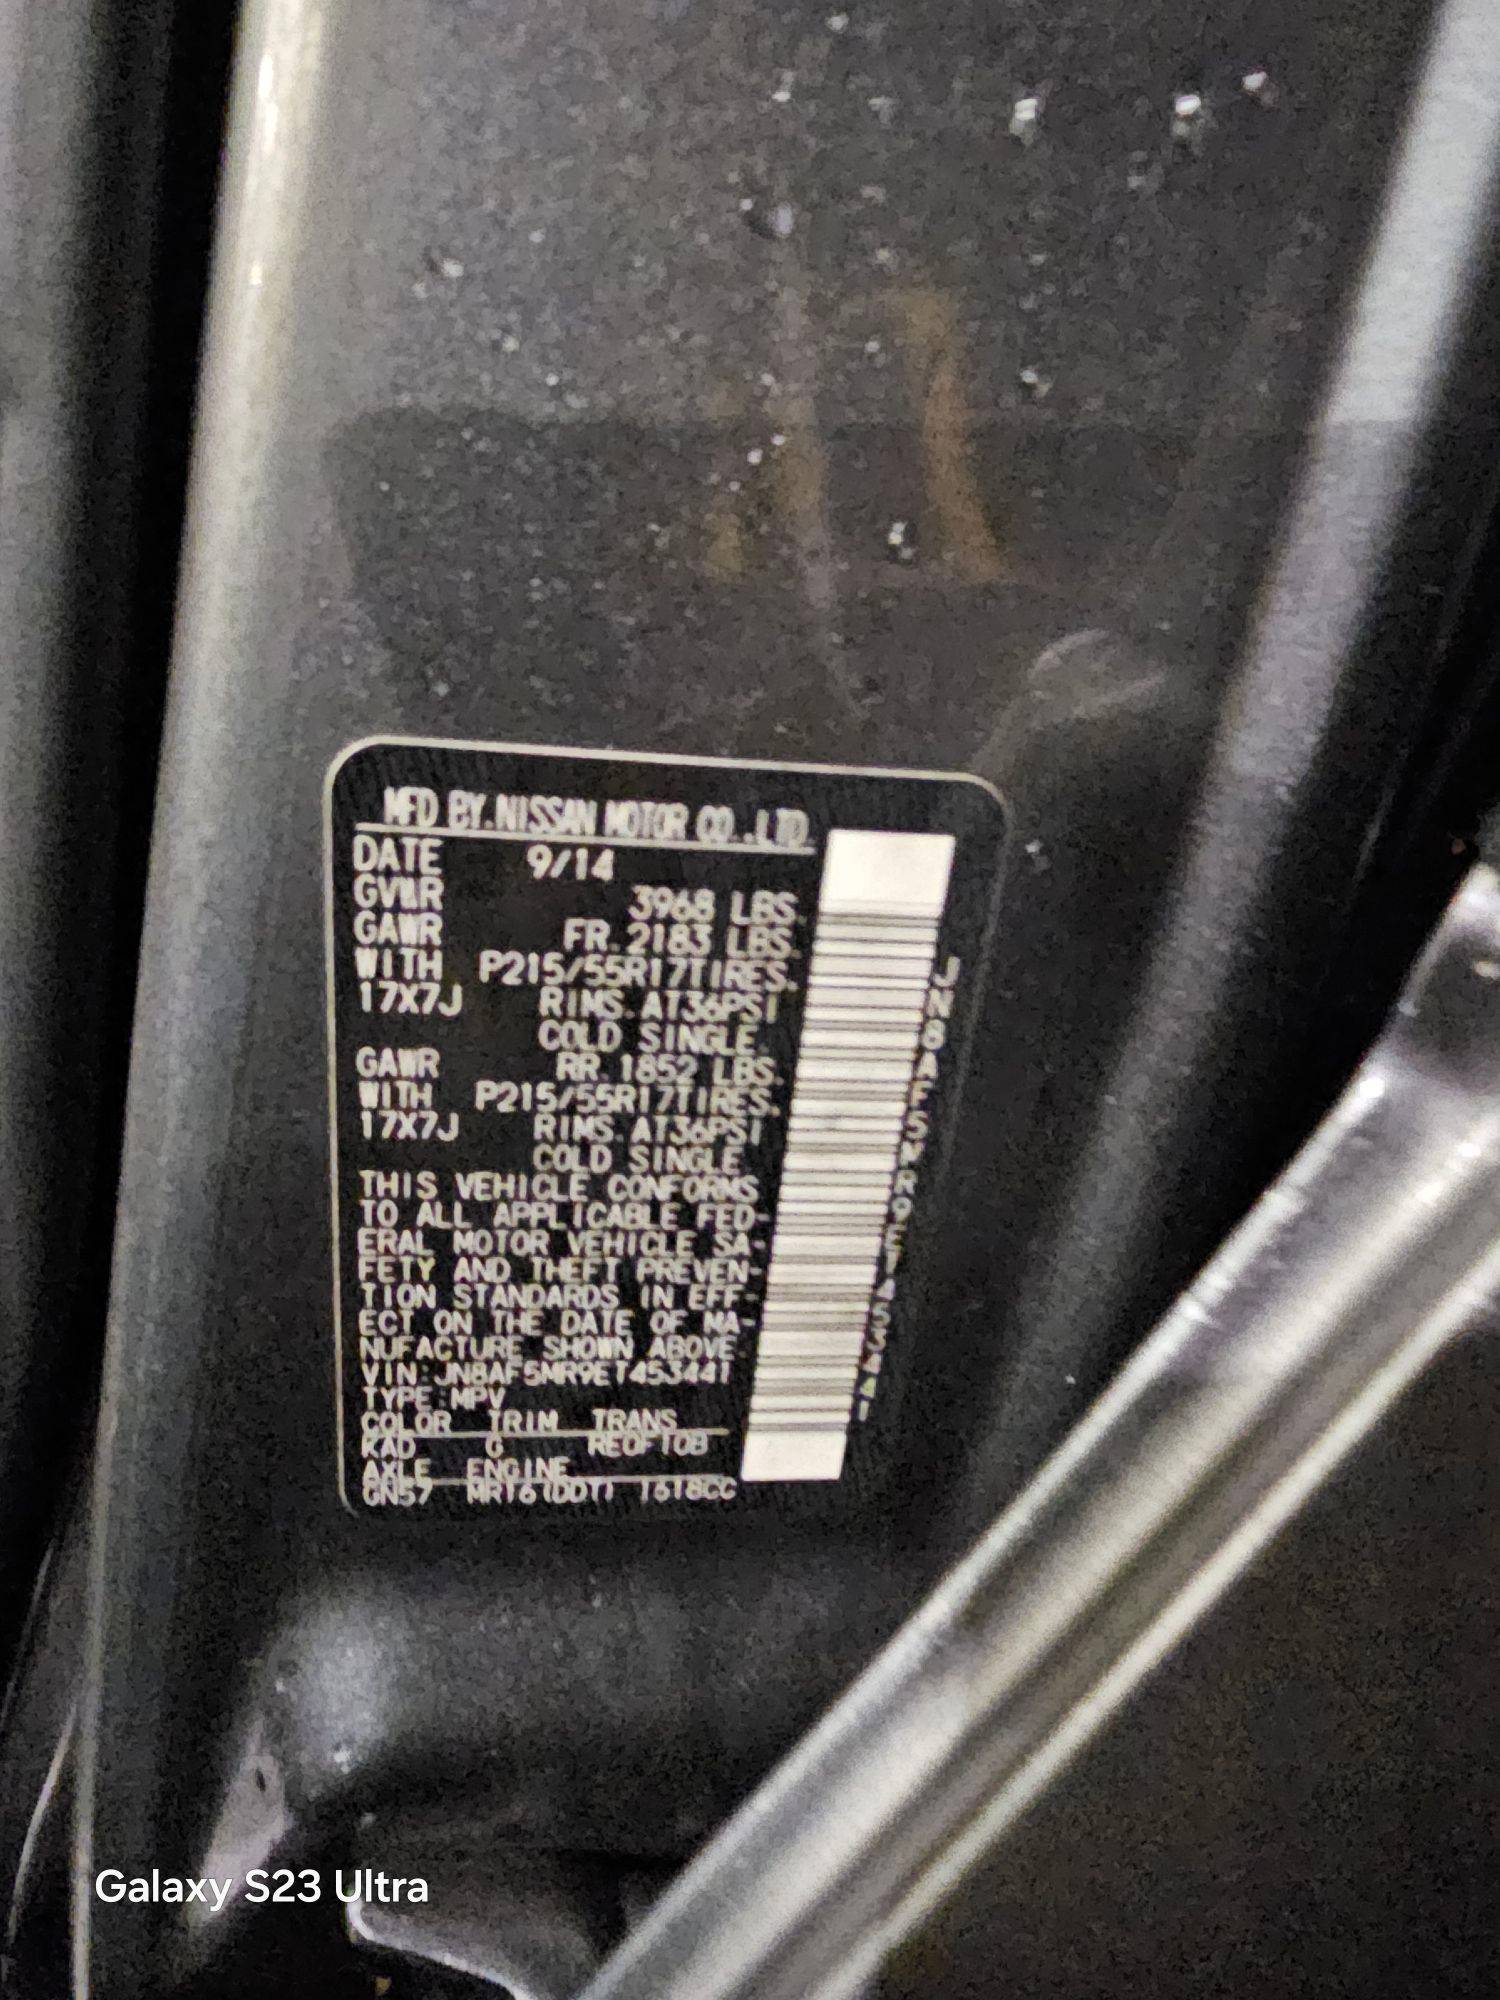 MFD BY.NISSAN MOTOR CO.,LTD.
DATE 9/14
GVWR 3968 LBS.
GAWR FR.2183 LBS.
WITH P215/55R17TIRES.
17X7J RIMS.AT36PSI
COLD SINGLE.
GAWR RR.1852 LBS.
WITH P215/55R17TIRES.
17X7J RIMS.AT36PSI
COLD SINGLE.
THIS VEHICLE CONFORMS
TO ALL APPLICABLE FED-
ERAL MOTOR VEHICLE SA-
FETY AND THEFT PREVEN-
TION STANDARDS IN EFF-
ECT ON THE DATE OF MA-
NUFACTURE SHOWN ABOVE.
VIN:JN8AF5MR9ET453441
TYPE:MPV
COLOR TRIM TRANS
KAD G RE0F10B
AXLE ENGINE
GN57 MR16(DDT) 1618CC
JN8AF5MR9ET453441
Galaxy S23 Ultra